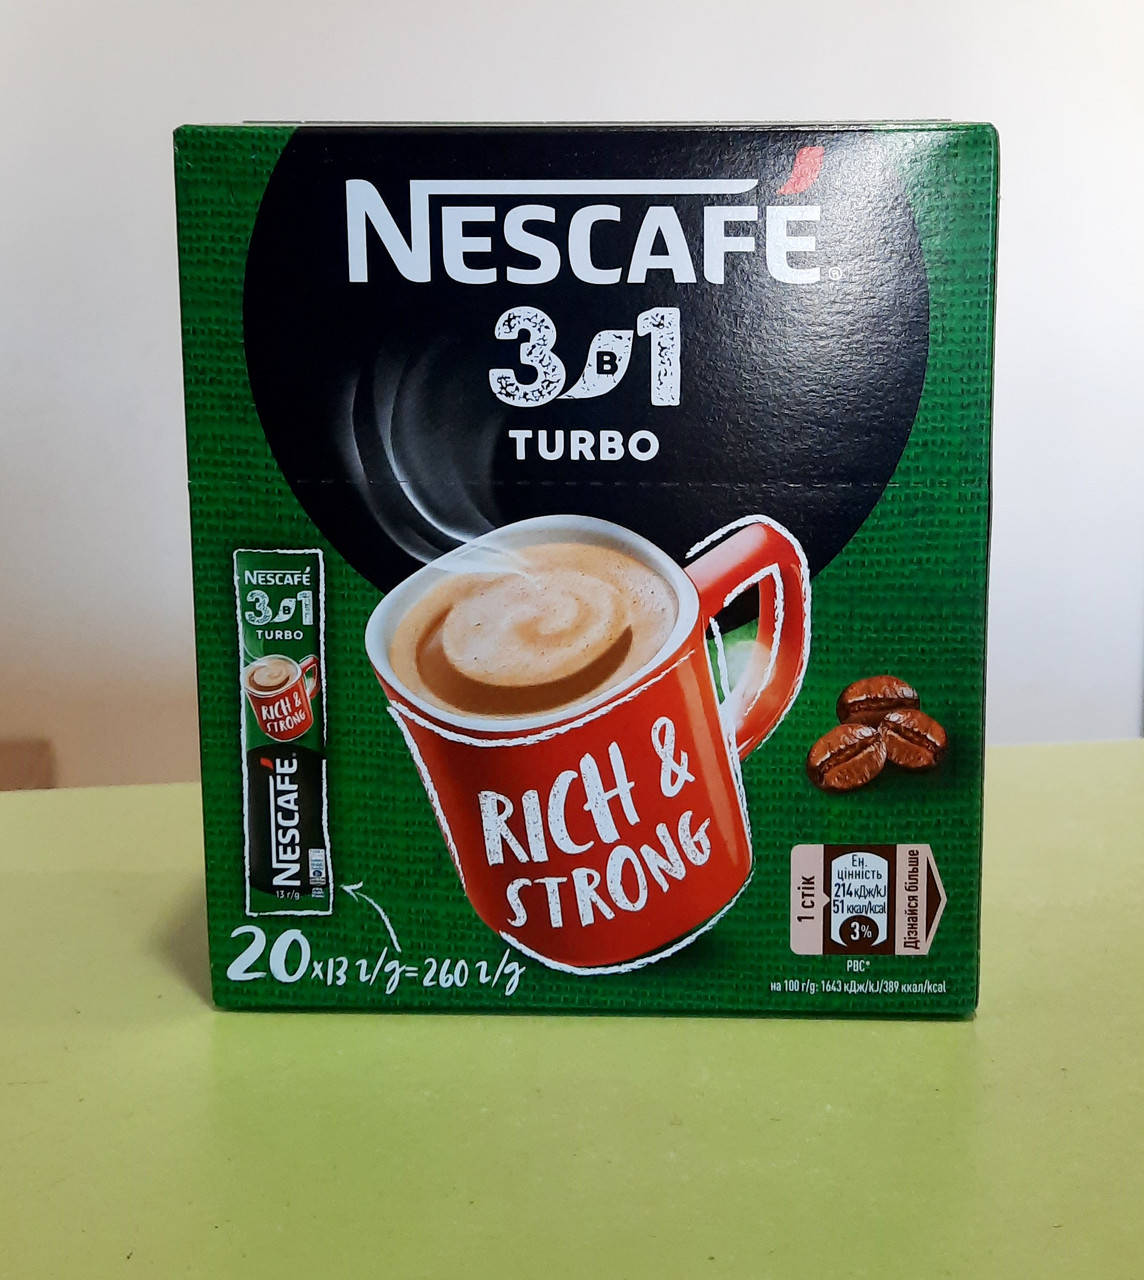 NESCAFÉ®
3в1
TURBO
NESCAFÉ
3в1
TURBO
RICH &
STRONG
NESCAFÉ.
13 г/g
RICH &
STRONG
20x13 г/g=260 г/g
1 стік
Ен.
цінність
214 кДж/kJ
51 ккал/kcal
3%
Дізнайся більше
РВС*
на 100 г/g: 1643 кДж/kJ/389 ккал/kcal